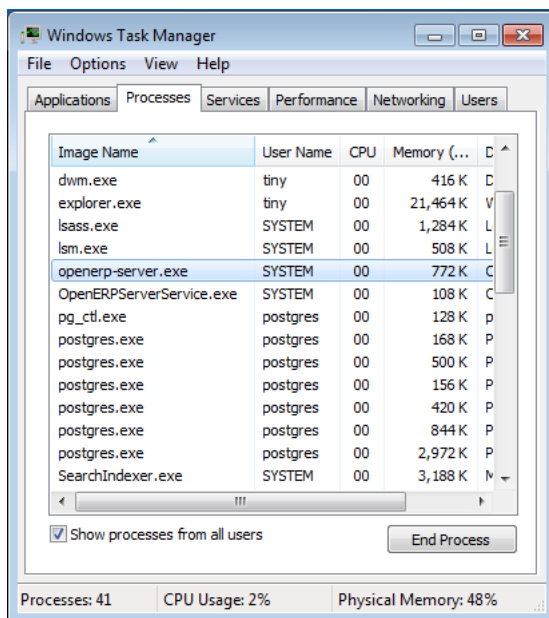 Windows Task Manager
File Options View Help
Applications Processes Services Performance Networking Users
Image Name User Name CPU Memory (... D
dwm.exe tiny 00 416 K D
explorer.exe tiny 00 21,464 K
lsass.exe SYSTEM 00 1,284 K L
lsm.exe SYSTEM 00 508 K L
openerp-server.exe SYSTEM 00 772 K
OpenERPServerService.exe SYSTEM 00 108 K
pg_ctl.exe postgres 00 128 K p
postgres.exe postgres 00 168 K P
postgres.exe postgres 00 500 K P
postgres.exe postgres 00 156 K P
postgres.exe postgres 00 420 K P
postgres.exe postgres 00 844 K P
postgres.exe postgres 00 2,972 K P
SearchIndexer.exe SYSTEM 00 3,188 K
Show processes from all users End Process
Processes: 41 CPU Usage: 2% Physical Memory: 48%